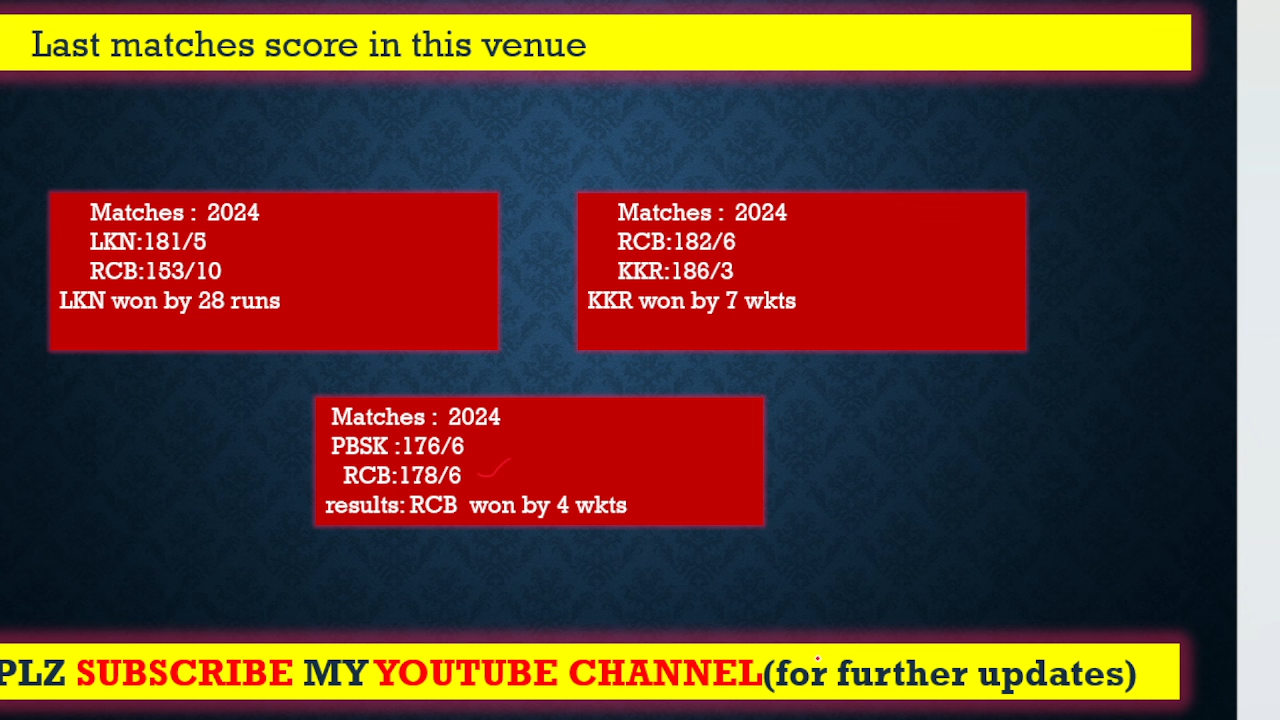 Last matches score in this venue
Matches : 2024
LKN:181/5
RCB:153/10
LKN won by 28 runs
Matches : 2024
RCB:182/6
KKR:186/3
KKR won by 7 wkts
Matches : 2024
PBSK :176/6
RCB:178/6
results: RCB won by 4 wkts
PLZ SUBSCRIBE MY YOUTUBE CHANNEL(for further updates)